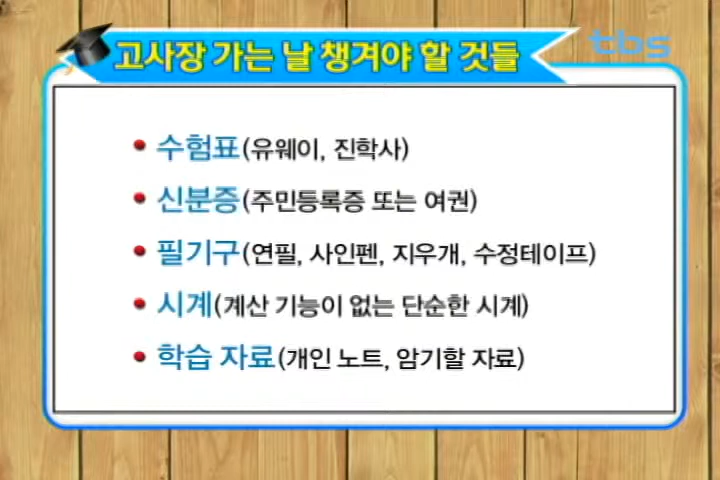 고사장 가는 날 챙겨야 할 것들
tbs
• 수험표(유웨이, 진학사)
• 신분증(주민등록증 또는 여권)
• 필기구(연필, 사인펜, 지우개, 수정테이프)
• 시계(계산 기능이 없는 단순한 시계)
• 학습 자료(개인 노트, 암기할 자료)